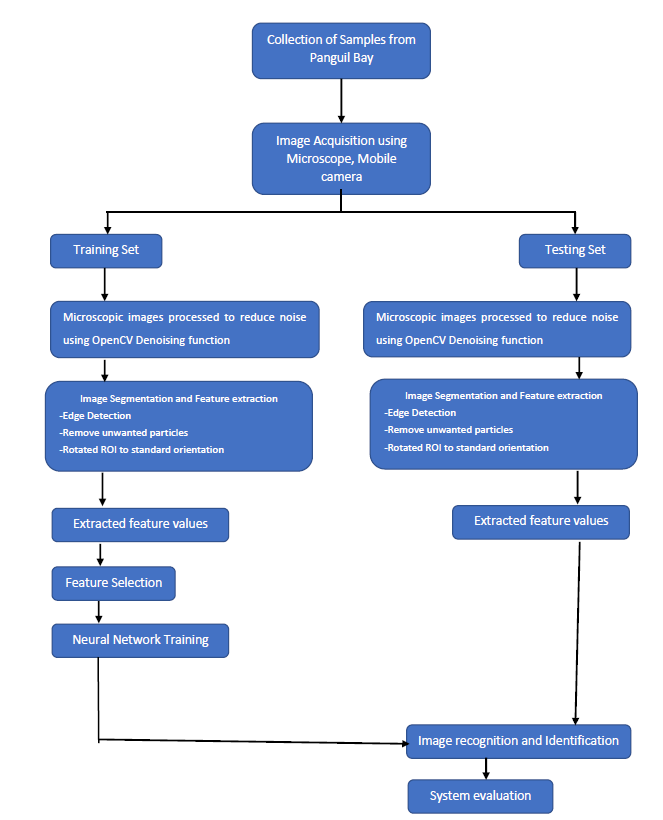 Collection of Samples from
Panguil Bay
Image Acquisition using
Microscope, Mobile
camera
Training Set
Testing Set
Microscopic images processed to reduce noise
using OpenCV Denoising function
Microscopic images processed to reduce noise
using OpenCV Denoising function
Image Segmentation and Feature extraction
-Edge Detection
-Remove unwanted particles
-Rotated ROI to standard orientation
Image Segmentation and Feature extraction
-Edge Detection
-Remove unwanted particles
-Rotated ROI to standard orientation
Extracted feature values
Extracted feature values
Feature Selection
Neural Network Training
Image recognition and Identification
System evaluation